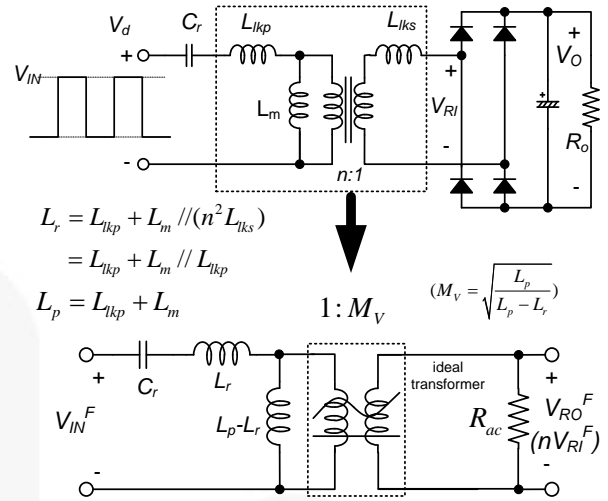 V_d C_r L_lkp L_lks
+
V_IN
L_m
+ V_RI -
+ V_O -
+
R_o
-
n:1
L_r = L_lkp + L_m //(n^2 L_lks)
= L_lkp + L_m // L_lkp
L_p = L_lkp + L_m
1: M_V
(M_V = √(L_p / (L_p − L_r)))
+ C_r L_r
V_IN^F
-
L_p-L_r
ideal
transformer
R_ac
+
V_RO^F
(nV_RI^F)
-